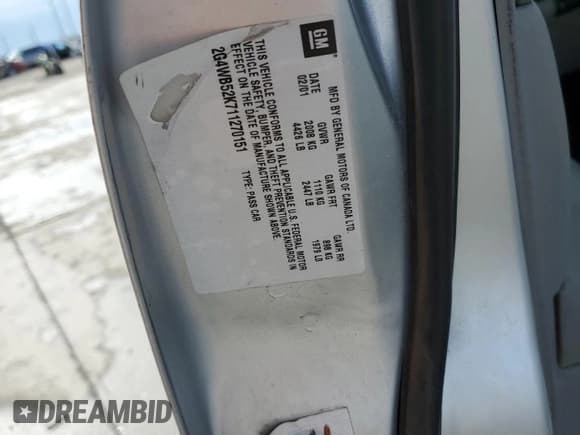 GM
MFD BY GENERAL MOTORS OF CANADA LTD.
DATE GVWR GAWR FRT GAWR RR
02/01 2008 KG 1110 KG 898 KG
4426 LB 2447 LB 1979 LB
THIS VEHICLE CONFORMS TO ALL APPLICABLE U.S. FEDERAL MOTOR
VEHICLE SAFETY, BUMPER, AND THEFT PREVENTION STANDARDS IN
EFFECT ON THE DATE OF MANUFACTURE SHOWN ABOVE.
2G4WB52K711270151 TYPE: PASS CAR
DREAMBID